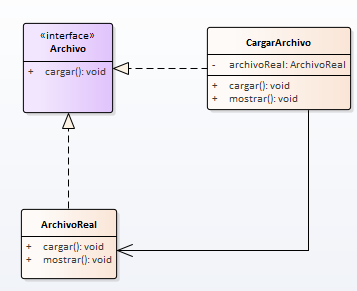 «interface»
Archivo
+ cargar(): void
CargarArchivo
- archivoReal: ArchivoReal
+ cargar(): void
+ mostrar(): void
ArchivoReal
+ cargar(): void
+ mostrar(): void